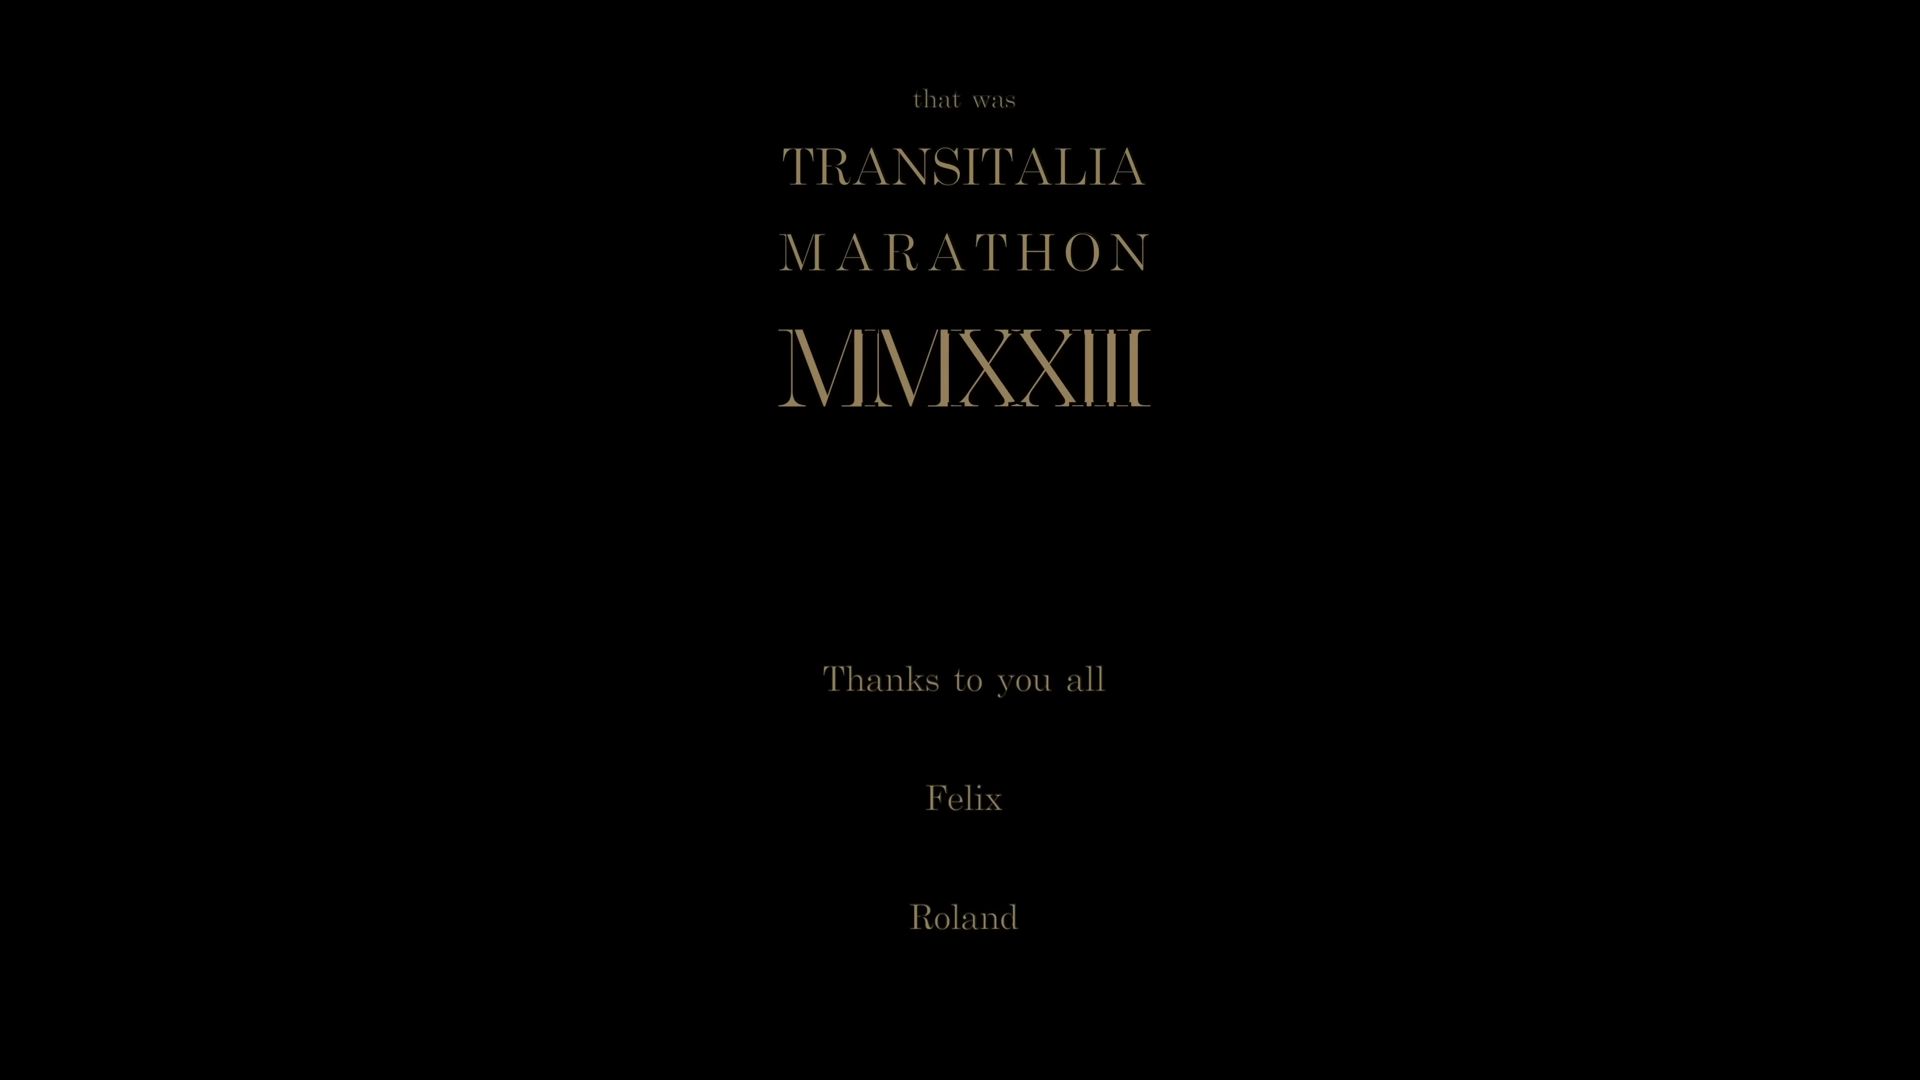 that was
TRANSITALIA
MARATHON
MMXXIII
Thanks to you all
Felix
Roland